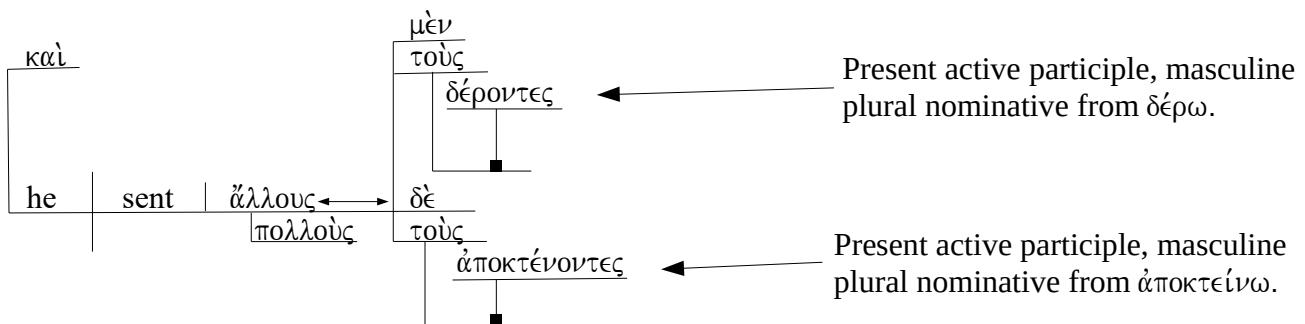 μὲν
καὶ
τοὺς
δέροντες
Present active participle, masculine
plural nominative from δέρω.
he sent ἄλλους δὲ
πολλοὺς τοὺς
ἀποκτένοντες
Present active participle, masculine
plural nominative from ἀποκτείνω.